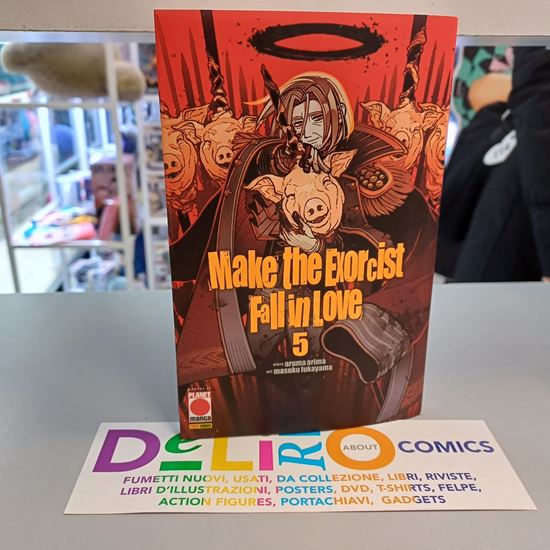 Make the Exorcist
Fall in Love
5
story aruma arima
art masuku fukayama
PLANET
manga
DeLiRiO ABOUT COMICS
FUMETTI NUOVI, USATI, DA COLLEZIONE, LIBRI, RIVISTE,
LIBRI D'ILLUSTRAZIONI, POSTERS, DVD, T-SHIRTS, FELPE,
ACTION FIGURES, PORTACHIAVI, GADGETS